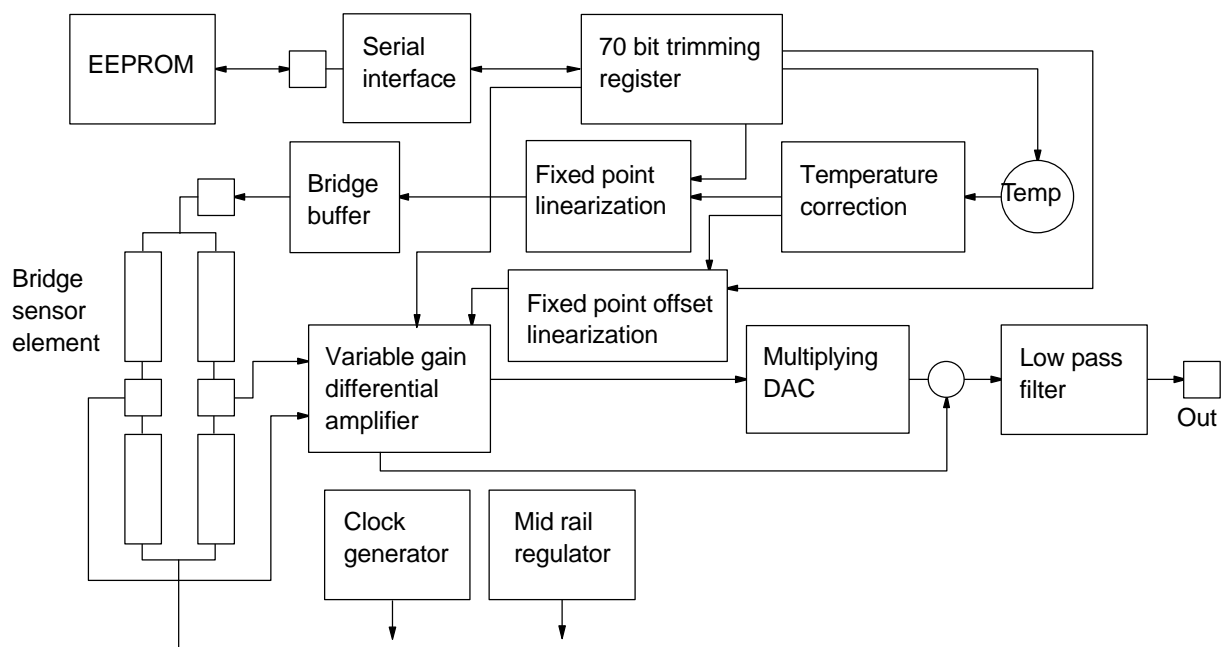 EEPROM
Serial
interface
70 bit trimming
register
Bridge
buffer
Fixed point
linearization
Temperature
correction
Temp
Bridge
sensor
element
Fixed point offset
linearization
Variable gain
differential
amplifier
Multiplying
DAC
Low pass
filter
Out
Clock
generator
Mid rail
regulator